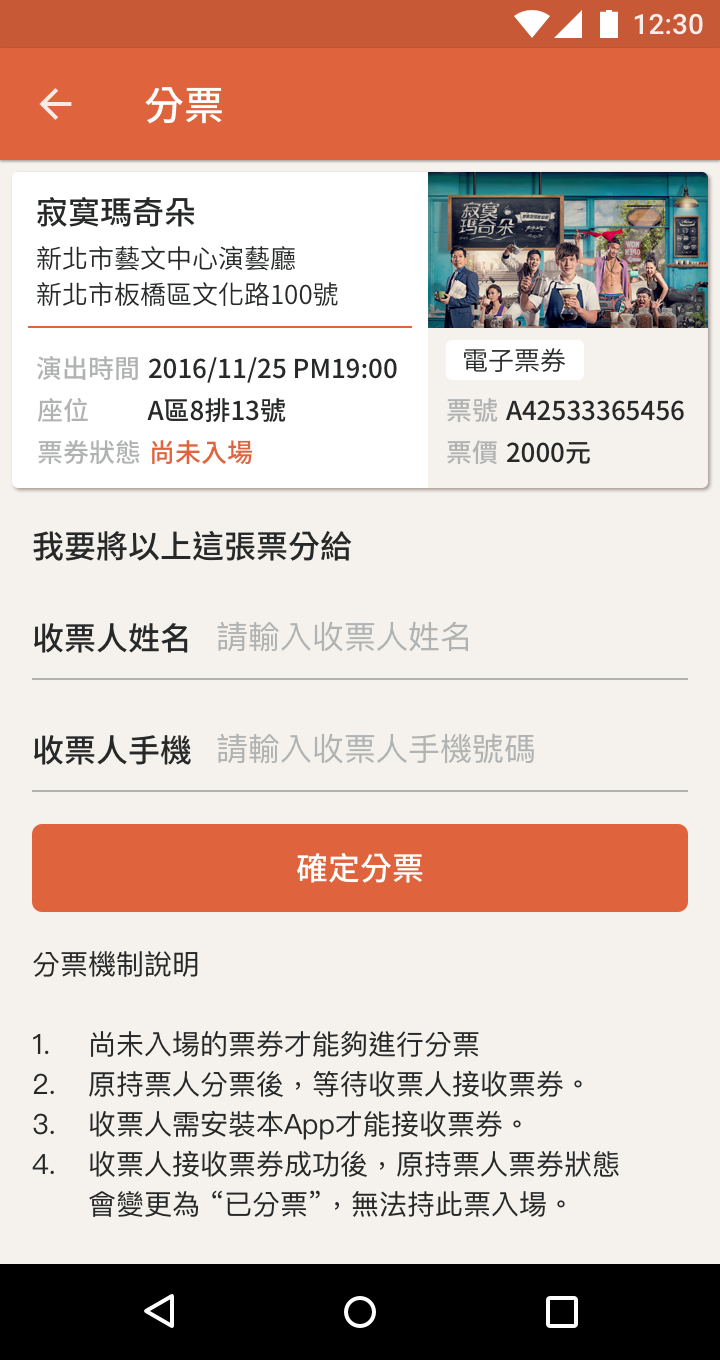 12:30
分票
寂寞瑪奇朵
新北市藝文中心演藝廳
新北市板橋區文化路100號
演出時間 2016/11/25 PM19:00
座位 A區8排13號
票券狀態 尚未入場
寂寞
瑪奇朵
電子票券
票號 A42533365456
票價 2000元
我要將以上這張票分給
收票人姓名 請輸入收票人姓名
收票人手機 請輸入收票人手機號碼
確定分票
分票機制說明
1. 尚未入場的票券才能夠進行分票
2. 原持票人分票後，等待收票人接收票券。
3. 收票人需安裝本App才能接收票券。
4. 收票人接收票券成功後，原持票人票券狀態
會變更為 “已分票”，無法持此票入場。